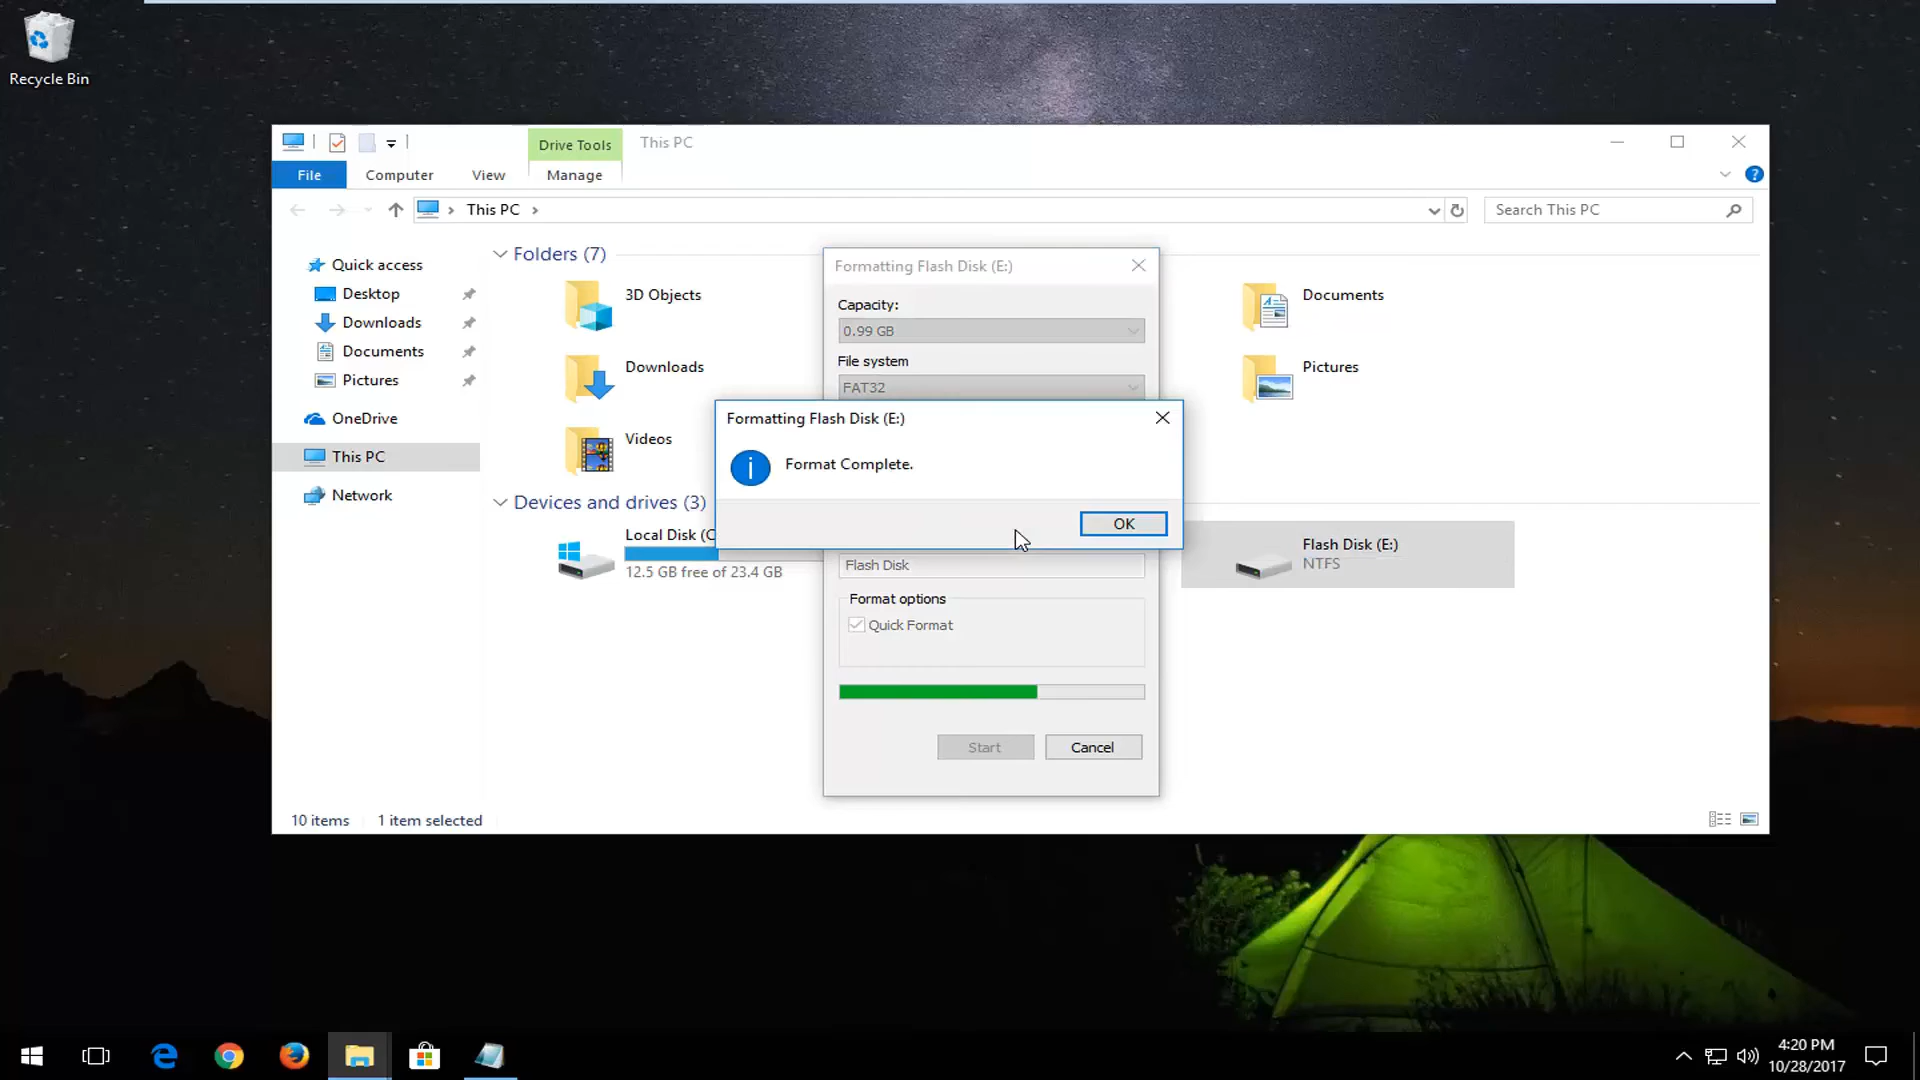 Recycle Bin
Drive Tools
This PC
File
Computer
View
Manage
This PC
Search This PC
Quick access
Desktop
Downloads
Documents
Pictures
OneDrive
This PC
Network
Folders (7)
3D Objects
Downloads
Videos
Documents
Pictures
Devices and drives (3)
Local Disk (C
12.5 GB free of 23.4 GB
Flash Disk (E:)
NTFS
Formatting Flash Disk (E:)
Capacity:
0.99 GB
File system
FAT32
Formatting Flash Disk (E:)
Format Complete.
OK
Flash Disk
Format options
Quick Format
Start
Cancel
10 items
1 item selected
4:20 PM
10/28/2017